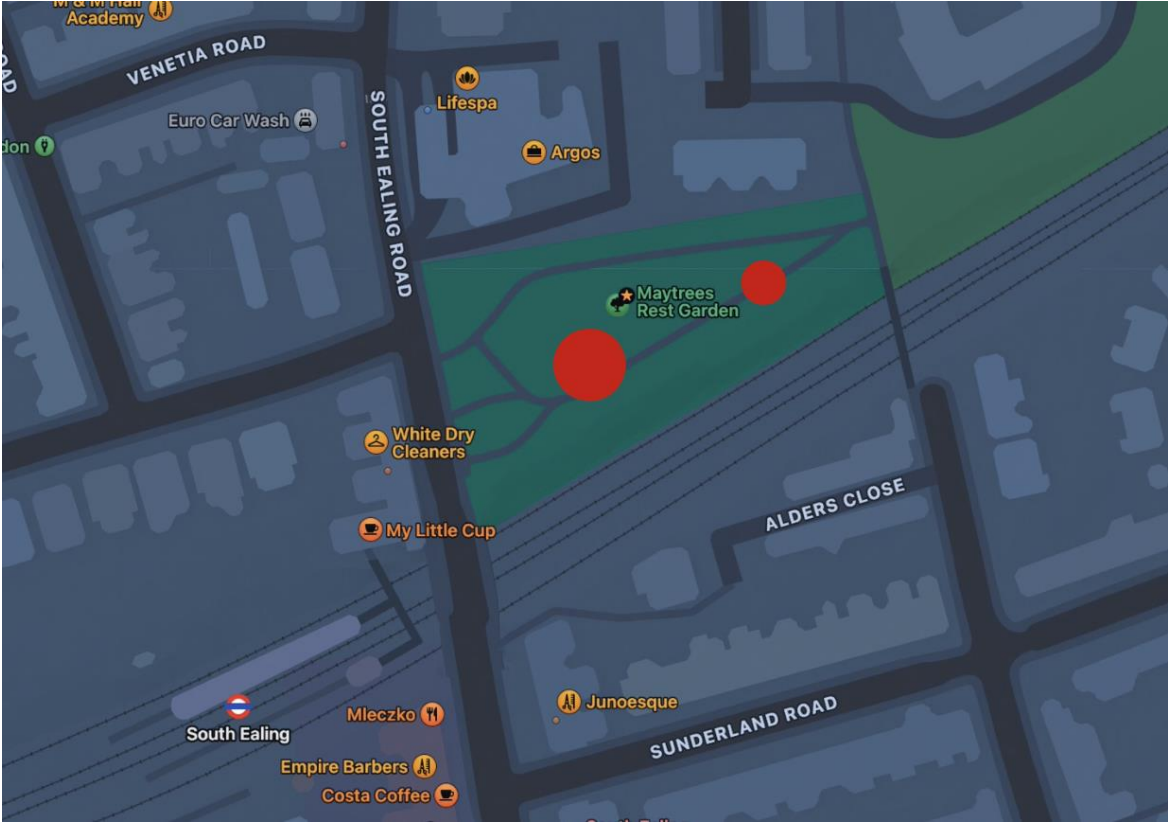 Academy
VENETIA ROAD
ROAD
SOUTH EALING ROAD
Lifespa
Euro Car Wash
Argos
don
Maytrees
Rest Garden
White Dry
Cleaners
My Little Cup
ALDERS CLOSE
South Ealing
Mleczko
Junoesque
SUNDERLAND ROAD
Empire Barbers
Costa Coffee